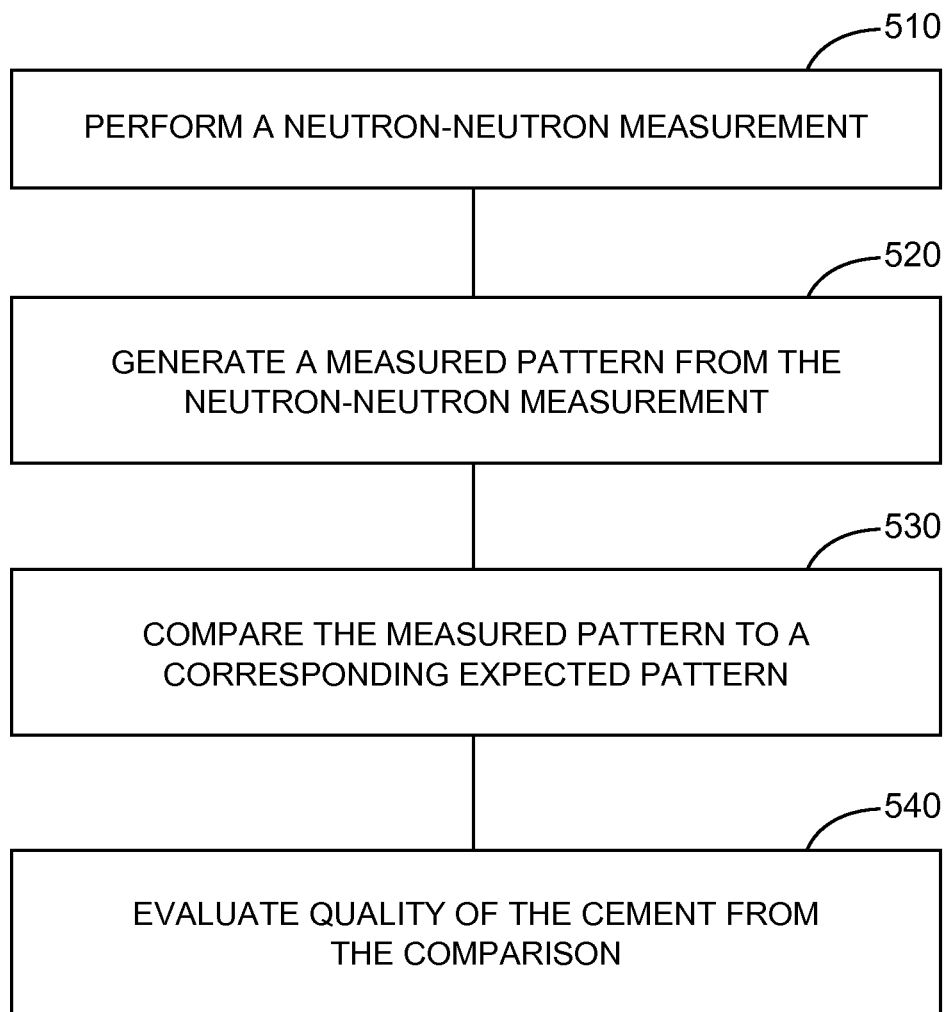 510
PERFORM A NEUTRON-NEUTRON MEASUREMENT
520
GENERATE A MEASURED PATTERN FROM THE
NEUTRON-NEUTRON MEASUREMENT
530
COMPARE THE MEASURED PATTERN TO A
CORRESPONDING EXPECTED PATTERN
540
EVALUATE QUALITY OF THE CEMENT FROM
THE COMPARISON